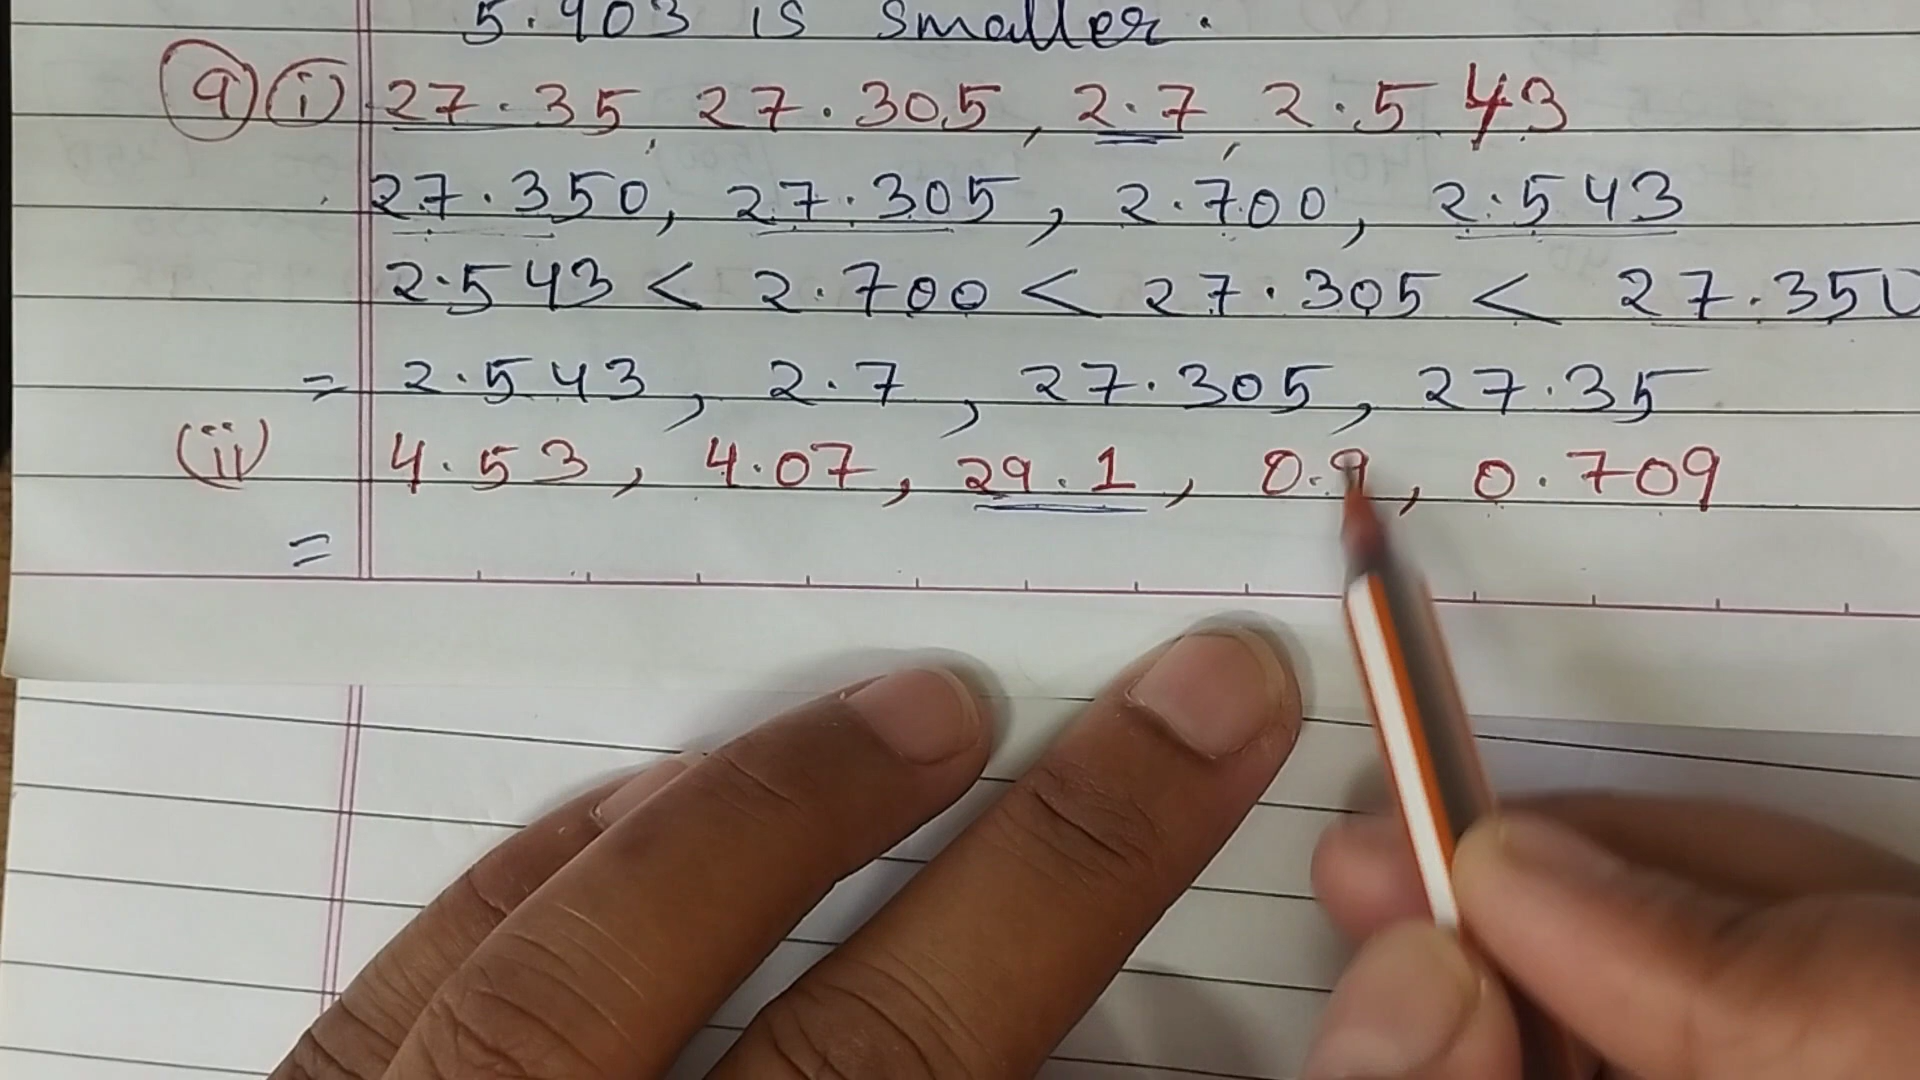 5.903 is smaller.
9 (i) 27.35, 27.305, 2.7, 2.543
27.350, 27.305, 2.700, 2.543
2.543 < 2.700 < 27.305 < 27.350
= 2.543, 2.7, 27.305, 27.35
(ii) 4.53, 4.07, 29.1, 0.9, 0.709
=